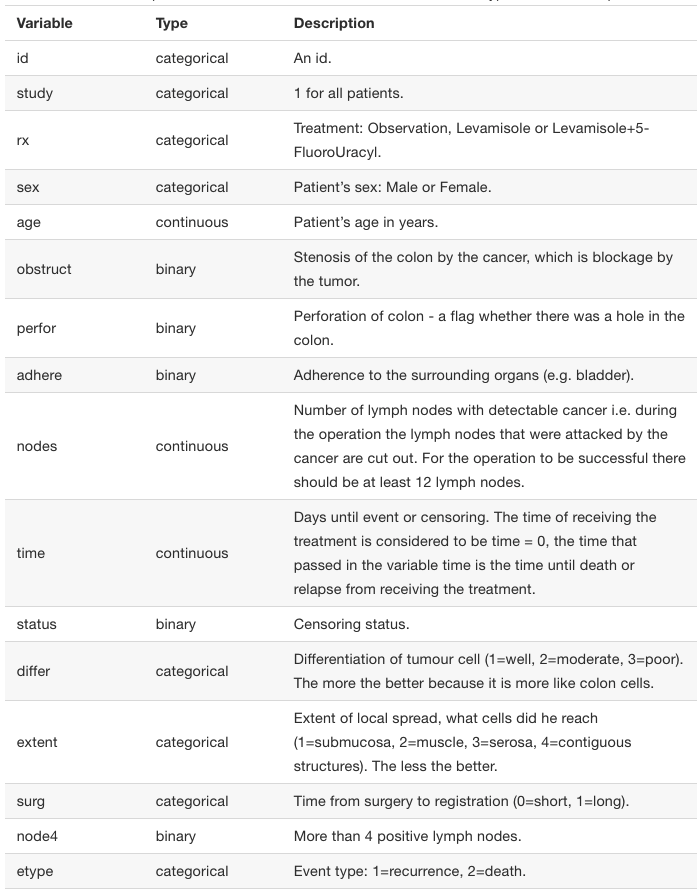 Variable Type Description
id categorical An id.
study categorical 1 for all patients.
rx categorical Treatment: Observation, Levamisole or Levamisole+5-
FluoroUracyl.
sex categorical Patient's sex: Male or Female.
age continuous Patient's age in years.
obstruct binary Stenosis of the colon by the cancer, which is blockage by
the tumor.
perfor binary Perforation of colon - a flag whether there was a hole in the
colon.
adhere binary Adherence to the surrounding organs (e.g. bladder).
nodes continuous Number of lymph nodes with detectable cancer i.e. during
the operation the lymph nodes that were attacked by the
cancer are cut out. For the operation to be successful there
should be at least 12 lymph nodes.
time continuous Days until event or censoring. The time of receiving the
treatment is considered to be time = 0, the time that
passed in the variable time is the time until death or
relapse from receiving the treatment.
status binary Censoring status.
differ categorical Differentiation of tumour cell (1=well, 2=moderate, 3=poor).
The more the better because it is more like colon cells.
extent categorical Extent of local spread, what cells did he reach
(1=submucosa, 2=muscle, 3=serosa, 4=contiguous
structures). The less the better.
surg categorical Time from surgery to registration (0=short, 1=long).
node4 binary More than 4 positive lymph nodes.
etype categorical Event type: 1=recurrence, 2=death.